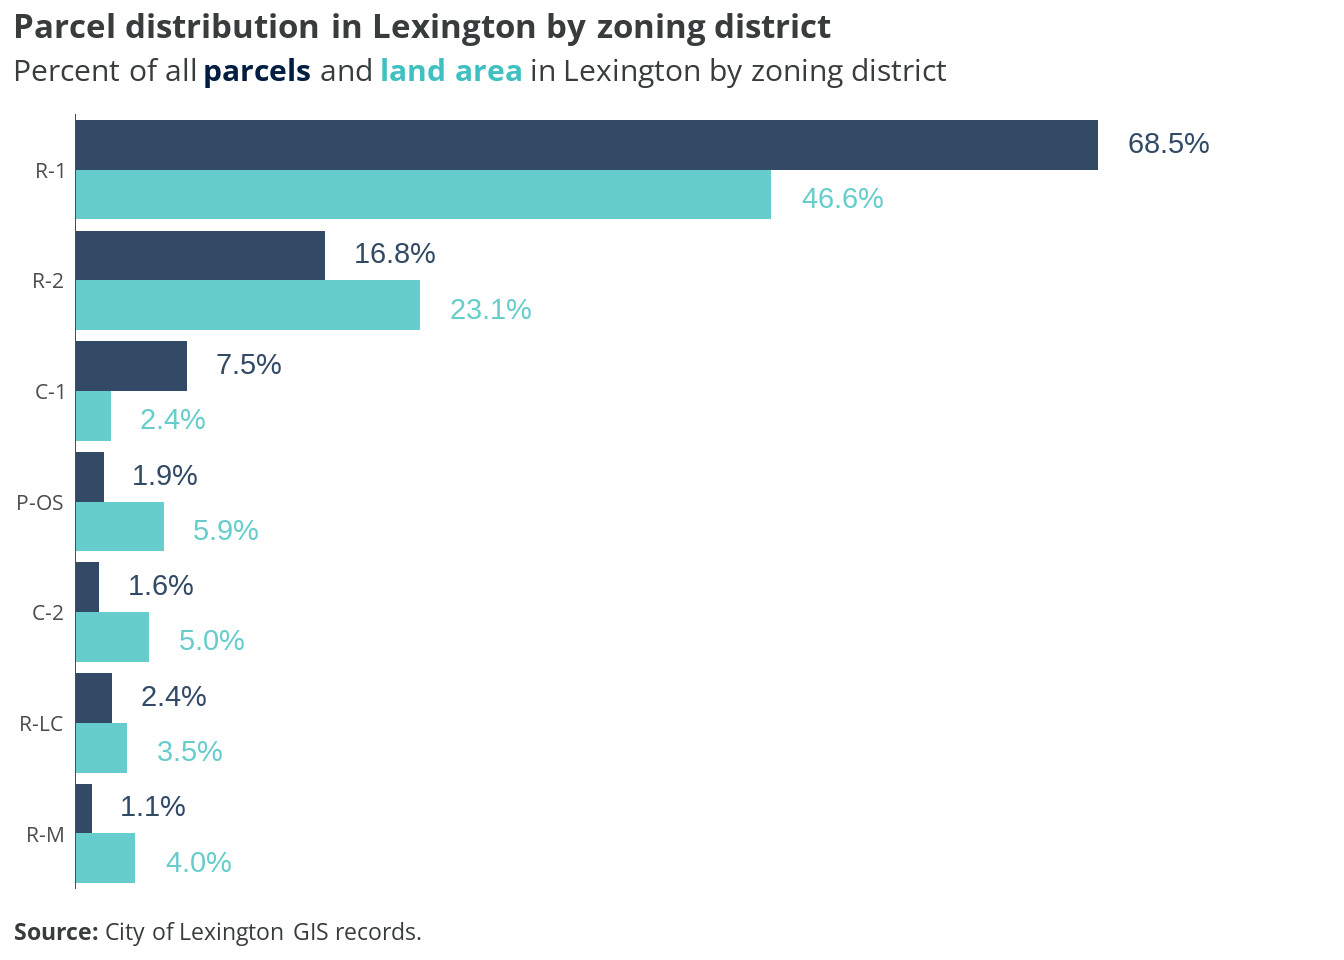 Parcel distribution in Lexington by zoning district
Percent of all parcels and land area in Lexington by zoning district
R-1
68.5%
46.6%
R-2
16.8%
23.1%
C-1
7.5%
2.4%
P-OS
1.9%
5.9%
C-2
1.6%
5.0%
R-LC
2.4%
3.5%
R-M
1.1%
4.0%
Source: City of Lexington GIS records.